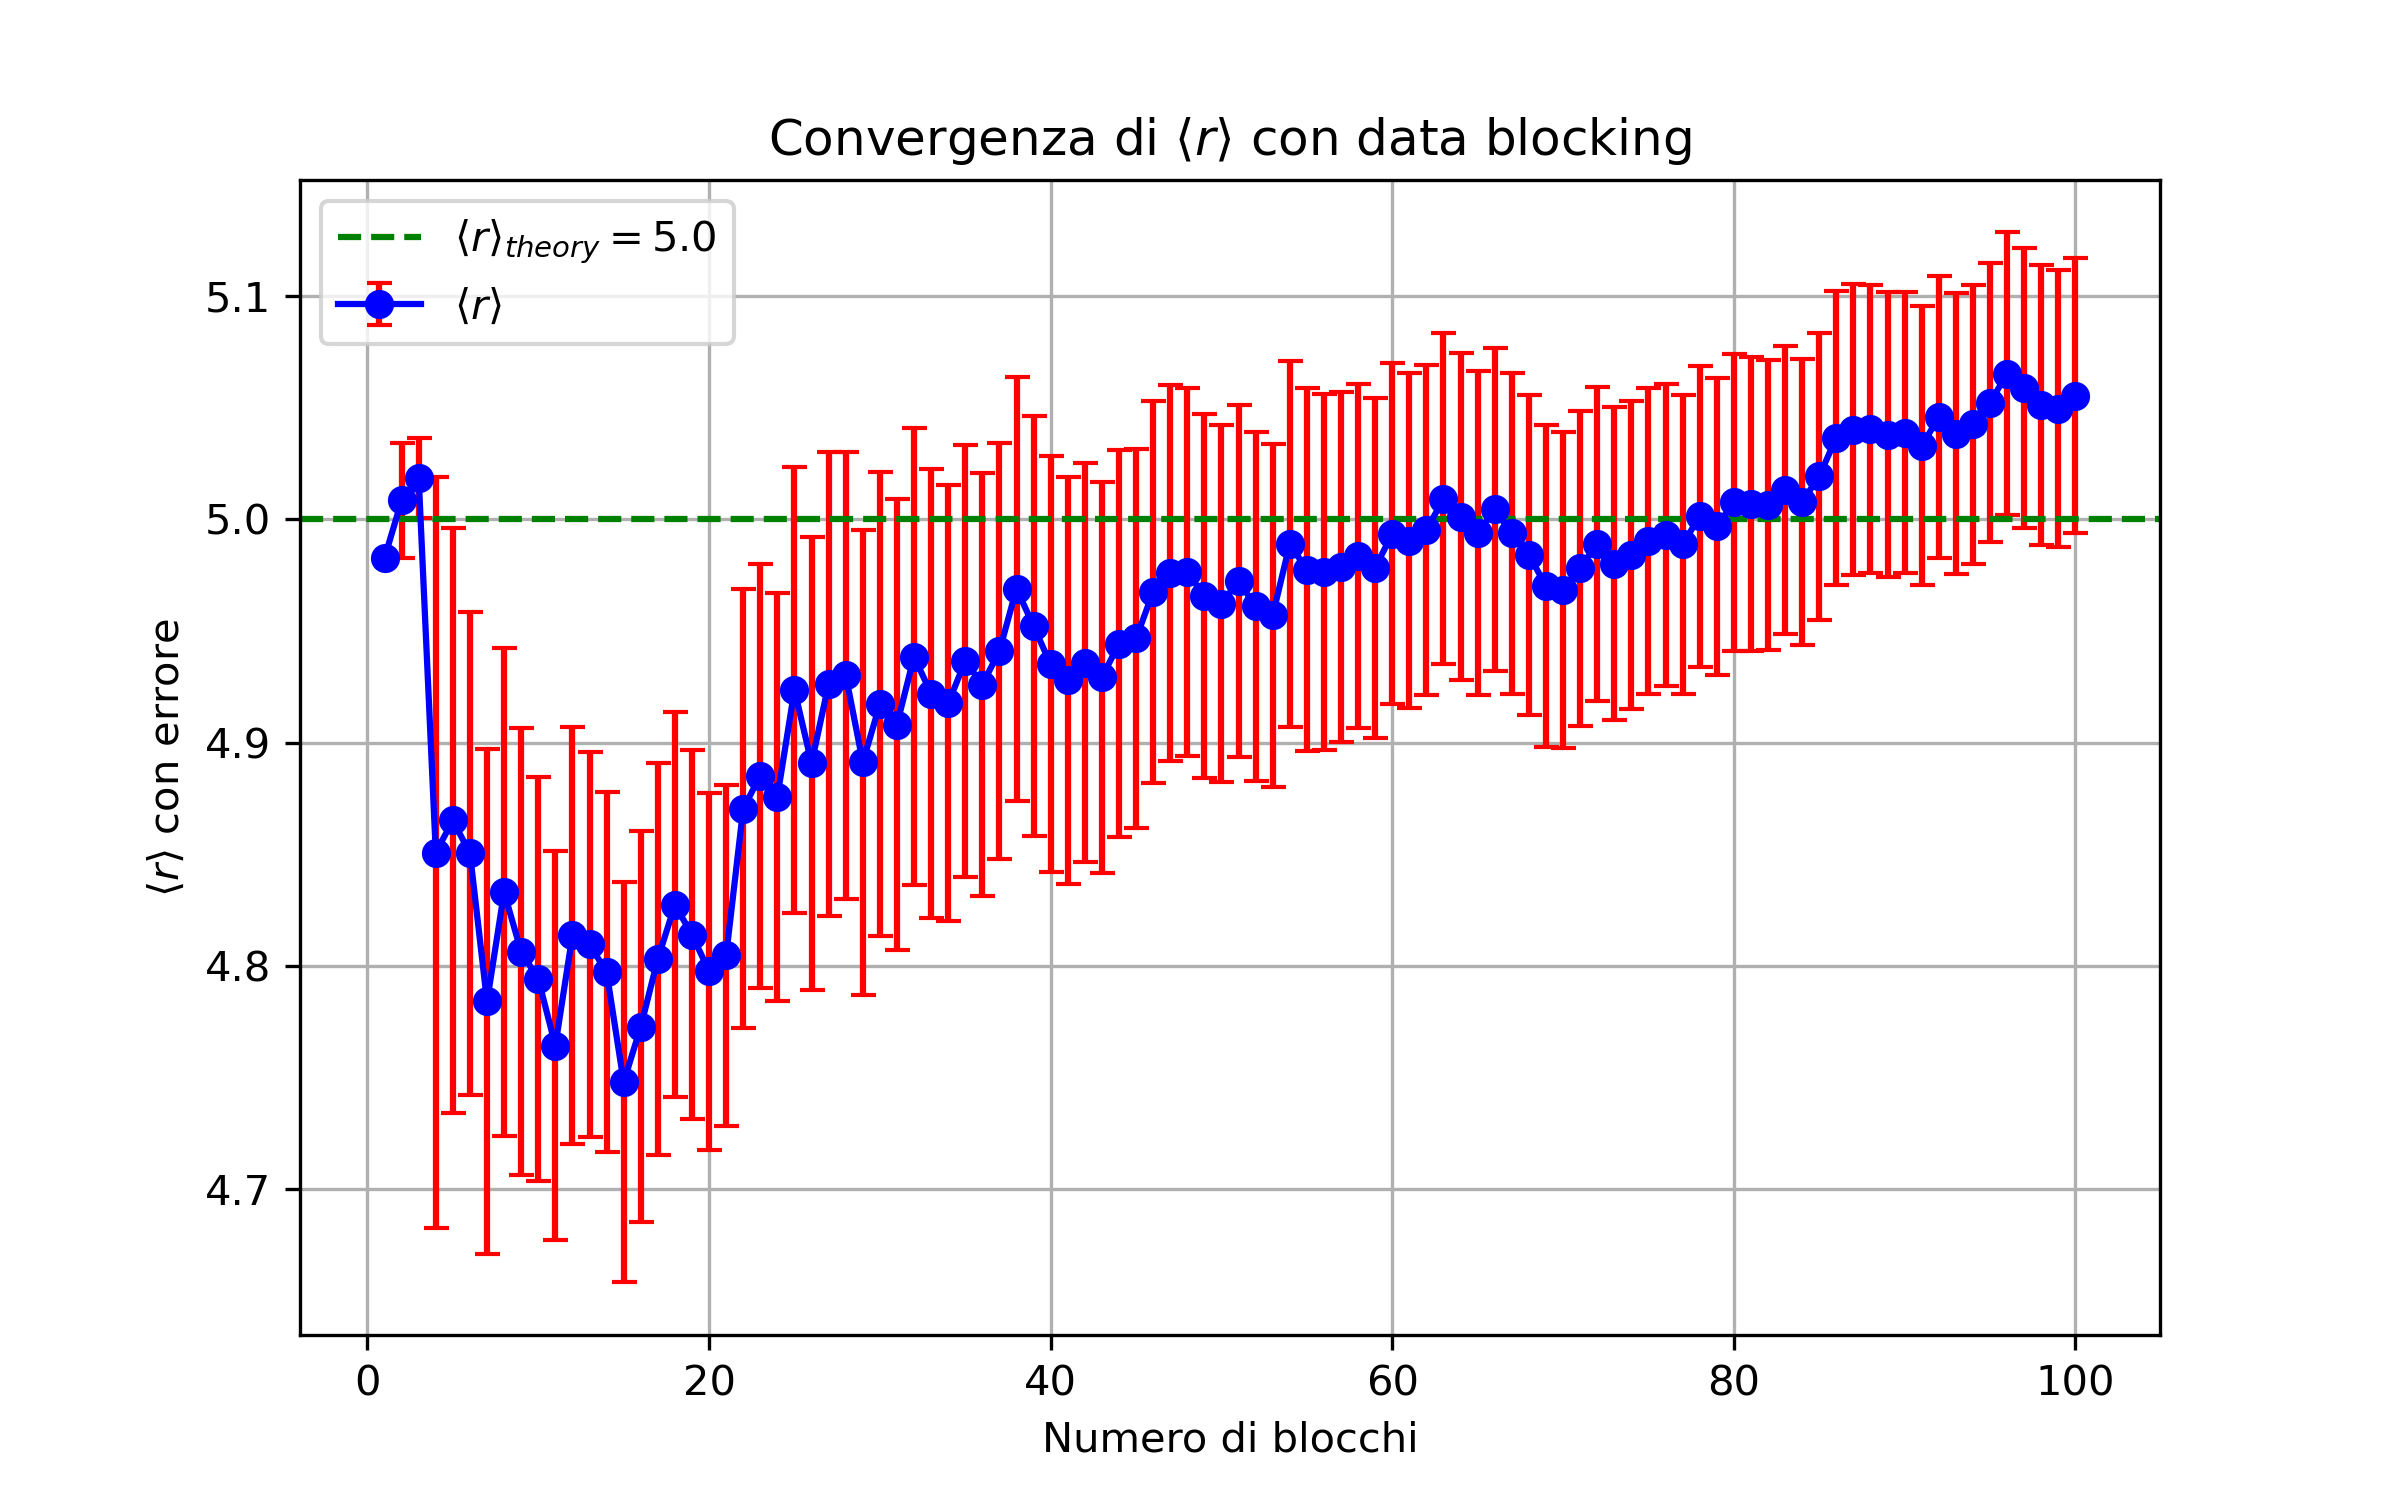 Convergenza di ⟨r⟩ con data blocking
⟨r⟩theory = 5.0
⟨r⟩
5.1
5.0
4.9
4.8
4.7
⟨r⟩ con errore
0 20 40 60 80 100
Numero di blocchi